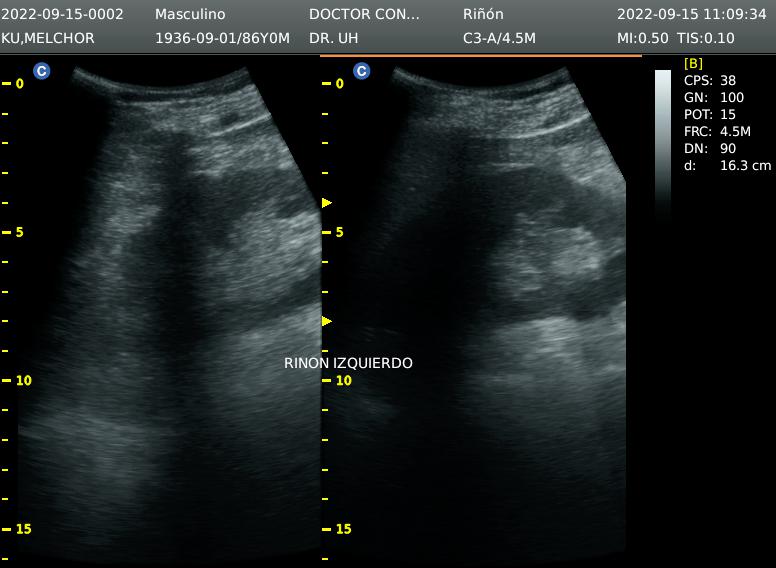 2022-09-15-0002 Masculino DOCTOR CON... Riñón 2022-09-15 11:09:34
KU,MELCHOR 1936-09-01/86Y0M DR. UH C3-A/4.5M MI:0.50 TIS:0.10
C C [B]
0 0 CPS: 38
GN: 100
POT: 15
FRC: 4.5M
DN: 90
d: 16.3 cm
5 5
RINON IZQUIERDO
10 10
15 15